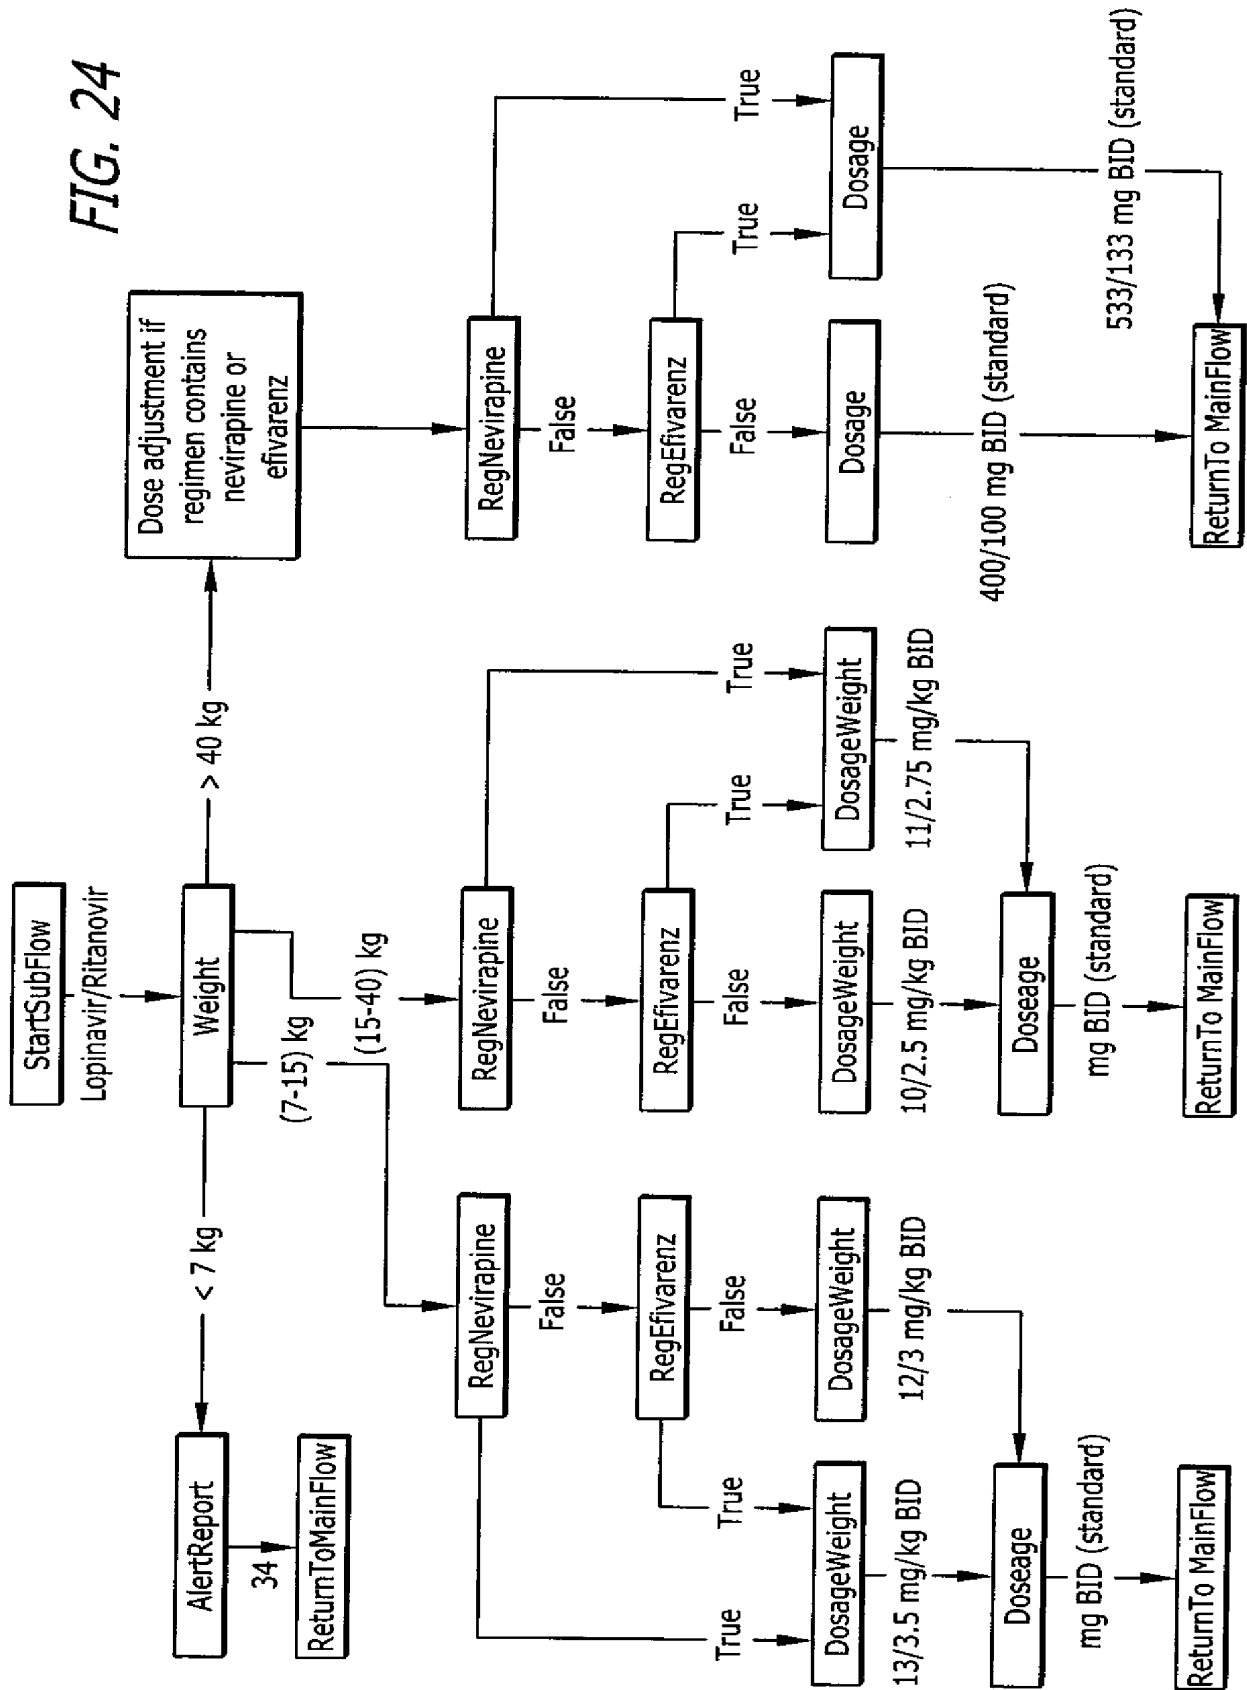 FIG. 24
StartSubFlow
Lopinavir/Ritanovir
Weight
< 7 kg
(7-15) kg
(15-40) kg
> 40 kg
AlertReport
34
ReturnToMainFlow
Dose adjustment if
regimen contains
nevirapine or
efivarenz
RegNevirapine
False
True
RegEfivarenz
True
False
DosageWeight
13/3.5 mg/kg BID
DosageWeight
12/3 mg/kg BID
Doseage
mg BID (standard)
ReturnTo MainFlow
RegNevirapine
False
True
RegEfivarenz
False
True
DosageWeight
10/2.5 mg/kg BID
DosageWeight
11/2.75 mg/kg BID
Doseage
mg BID (standard)
ReturnTo MainFlow
RegNevirapine
False
True
RegEfivarenz
False
True
Dosage
400/100 mg BID (standard)
Dosage
533/133 mg BID (standard)
ReturnTo MainFlow